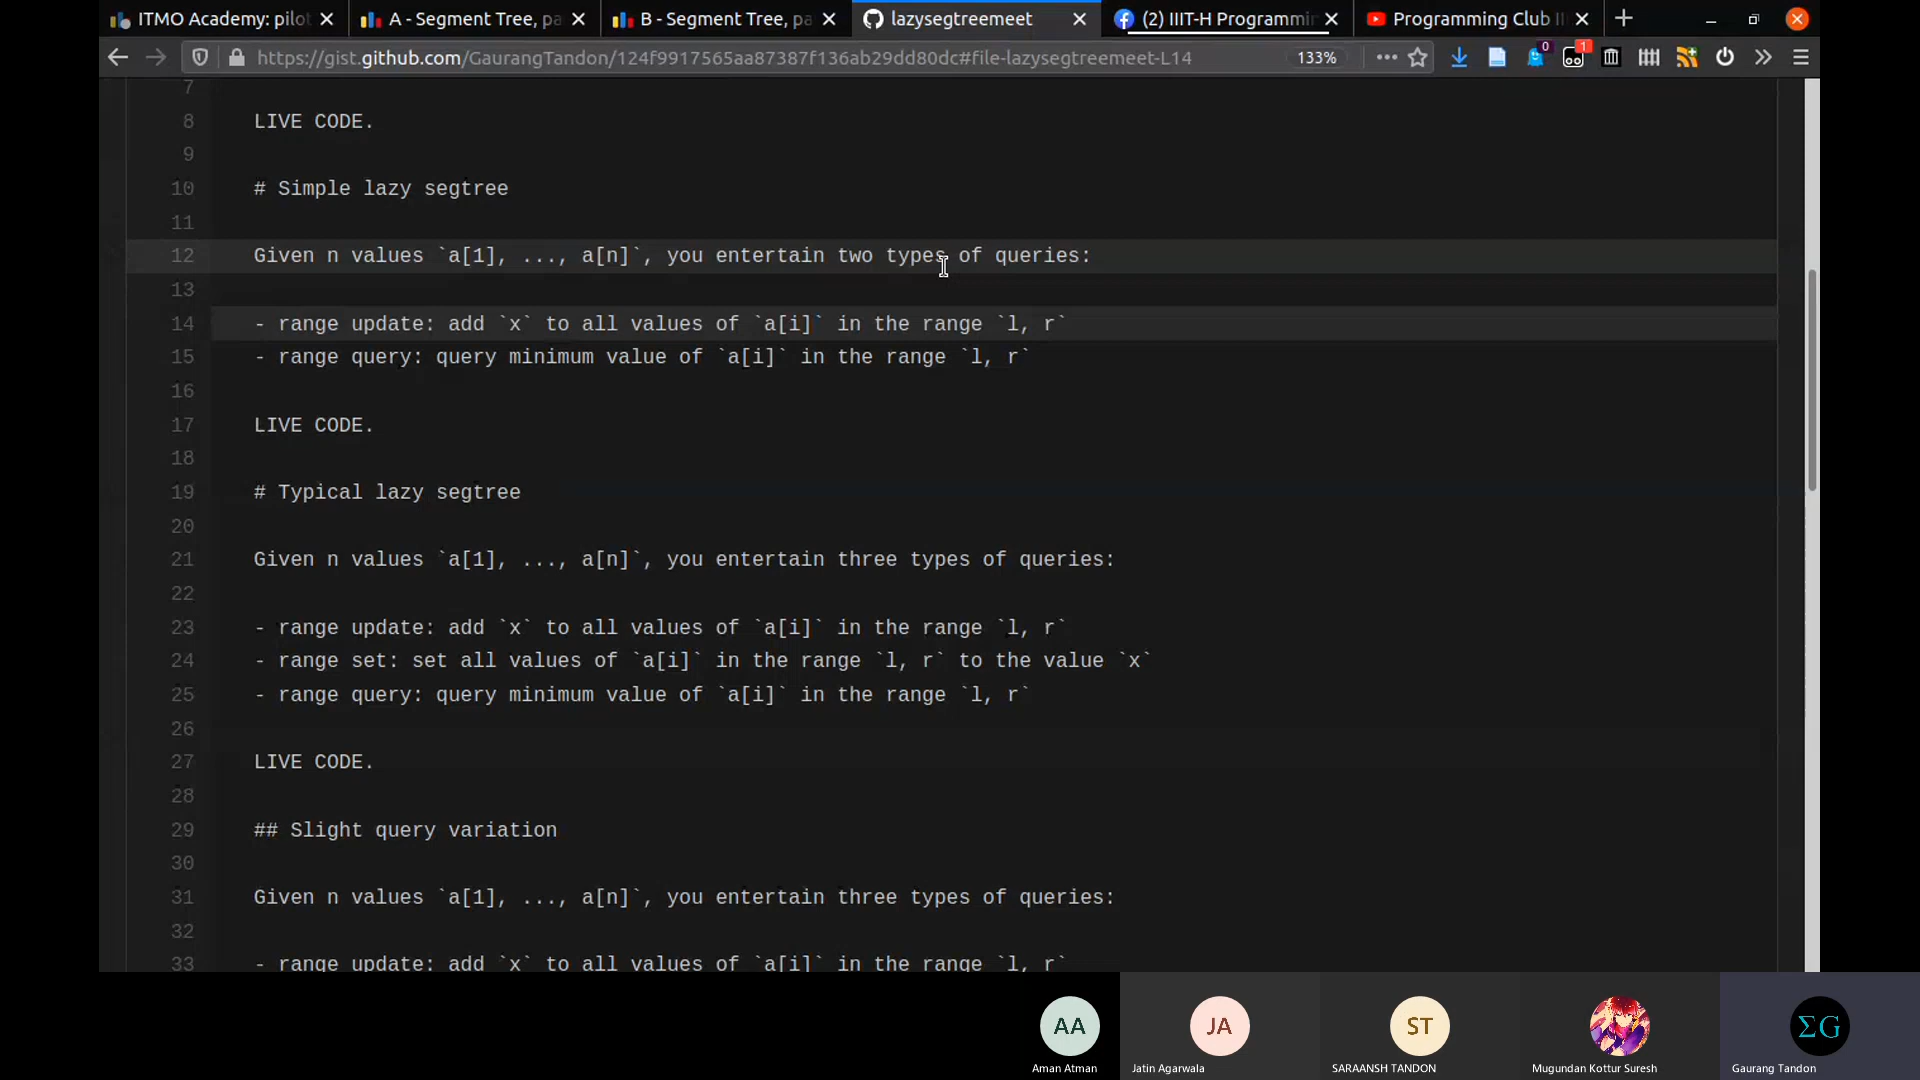 ITMO Academy: pilot
A - Segment Tree, pa
B - Segment Tree, pa
lazysegtreemeet
(2) IIIT-H Programmin
Programming Club II
https://gist.github.com/GaurangTandon/124f9917565aa87387f136ab29dd80dc#file-lazysegtreemeet-L14
133%
0
1
7
8 LIVE CODE.
9
10 # Simple lazy segtree
11
12 Given n values `a[1], ..., a[n]`, you entertain two types of queries:
13
14 - range update: add `x` to all values of `a[i]` in the range `l, r`
15 - range query: query minimum value of `a[i]` in the range `l, r`
16
17 LIVE CODE.
18
19 # Typical lazy segtree
20
21 Given n values `a[1], ..., a[n]`, you entertain three types of queries:
22
23 - range update: add `x` to all values of `a[i]` in the range `l, r`
24 - range set: set all values of `a[i]` in the range `l, r` to the value `x`
25 - range query: query minimum value of `a[i]` in the range `l, r`
26
27 LIVE CODE.
28
29 ## Slight query variation
30
31 Given n values `a[1], ..., a[n]`, you entertain three types of queries:
32
33 - range update: add `x` to all values of `a[i]` in the range `l, r`
AA
JA
ST
ΣG
Aman Atman
Jatin Agarwala
SARAANSH TANDON
Mugundan Kottur Suresh
Gaurang Tandon